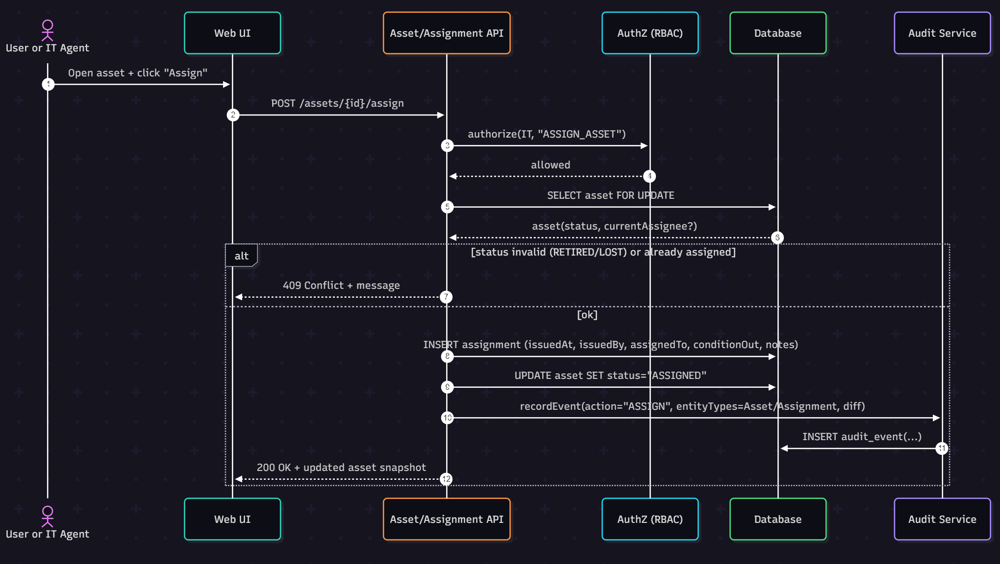 User or IT Agent
Web UI
Asset/Assignment API
AuthZ (RBAC)
Database
Audit Service
Open asset + click "Assign"
1
POST /assets/{id}/assign
2
authorize(IT, "ASSIGN_ASSET")
3
allowed
4
SELECT asset FOR UPDATE
5
asset(status, currentAssignee?)
6
alt
[status invalid (RETIRED/LOST) or already assigned]
409 Conflict + message
7
[ok]
INSERT assignment (issuedAt, issuedBy, assignedTo, conditionOut, notes)
8
UPDATE asset SET status="ASSIGNED"
9
recordEvent(action="ASSIGN", entityTypes=Asset/Assignment, diff)
10
INSERT audit_event(...)
11
200 OK + updated asset snapshot
12
User or IT Agent
Web UI
Asset/Assignment API
AuthZ (RBAC)
Database
Audit Service